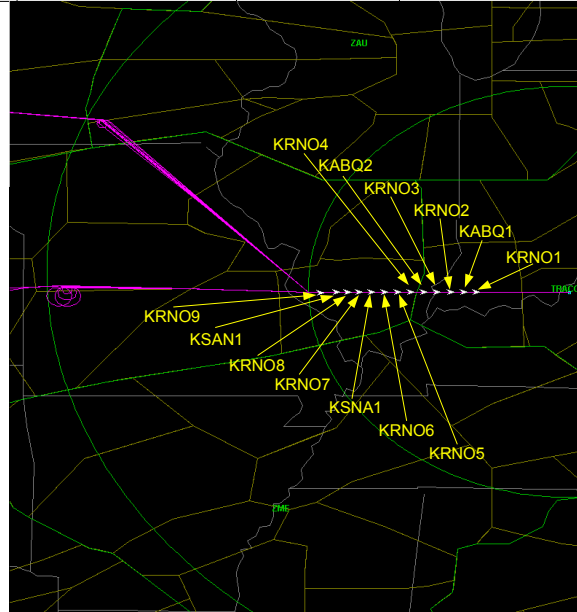 ZAU
KRNO4
KABQ2
KRNO3
KRNO2
KABQ1
KRNO1
TRACO
KRNO9
KSAN1
KRNO8
KRNO7
KSNA1
KRNO6
KRNO5
ZME